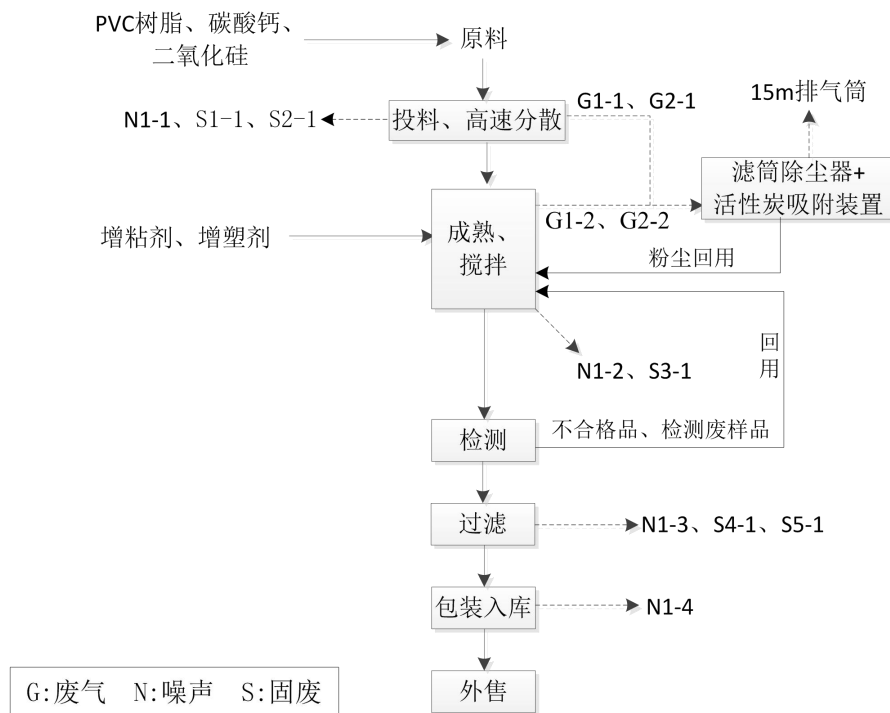 PVC树脂、碳酸钙、
二氧化硅
原料
G1-1、G2-1
15m排气筒
N1-1、S1-1、S2-1
投料、高速分散
滤筒除尘器+
活性炭吸附装置
G1-2、G2-2
增粘剂、增塑剂
成熟、
搅拌
粉尘回用
回
用
N1-2、S3-1
检测
不合格品、检测废样品
过滤
N1-3、S4-1、S5-1
包装入库
N1-4
外售
G:废气 N:噪声 S:固废